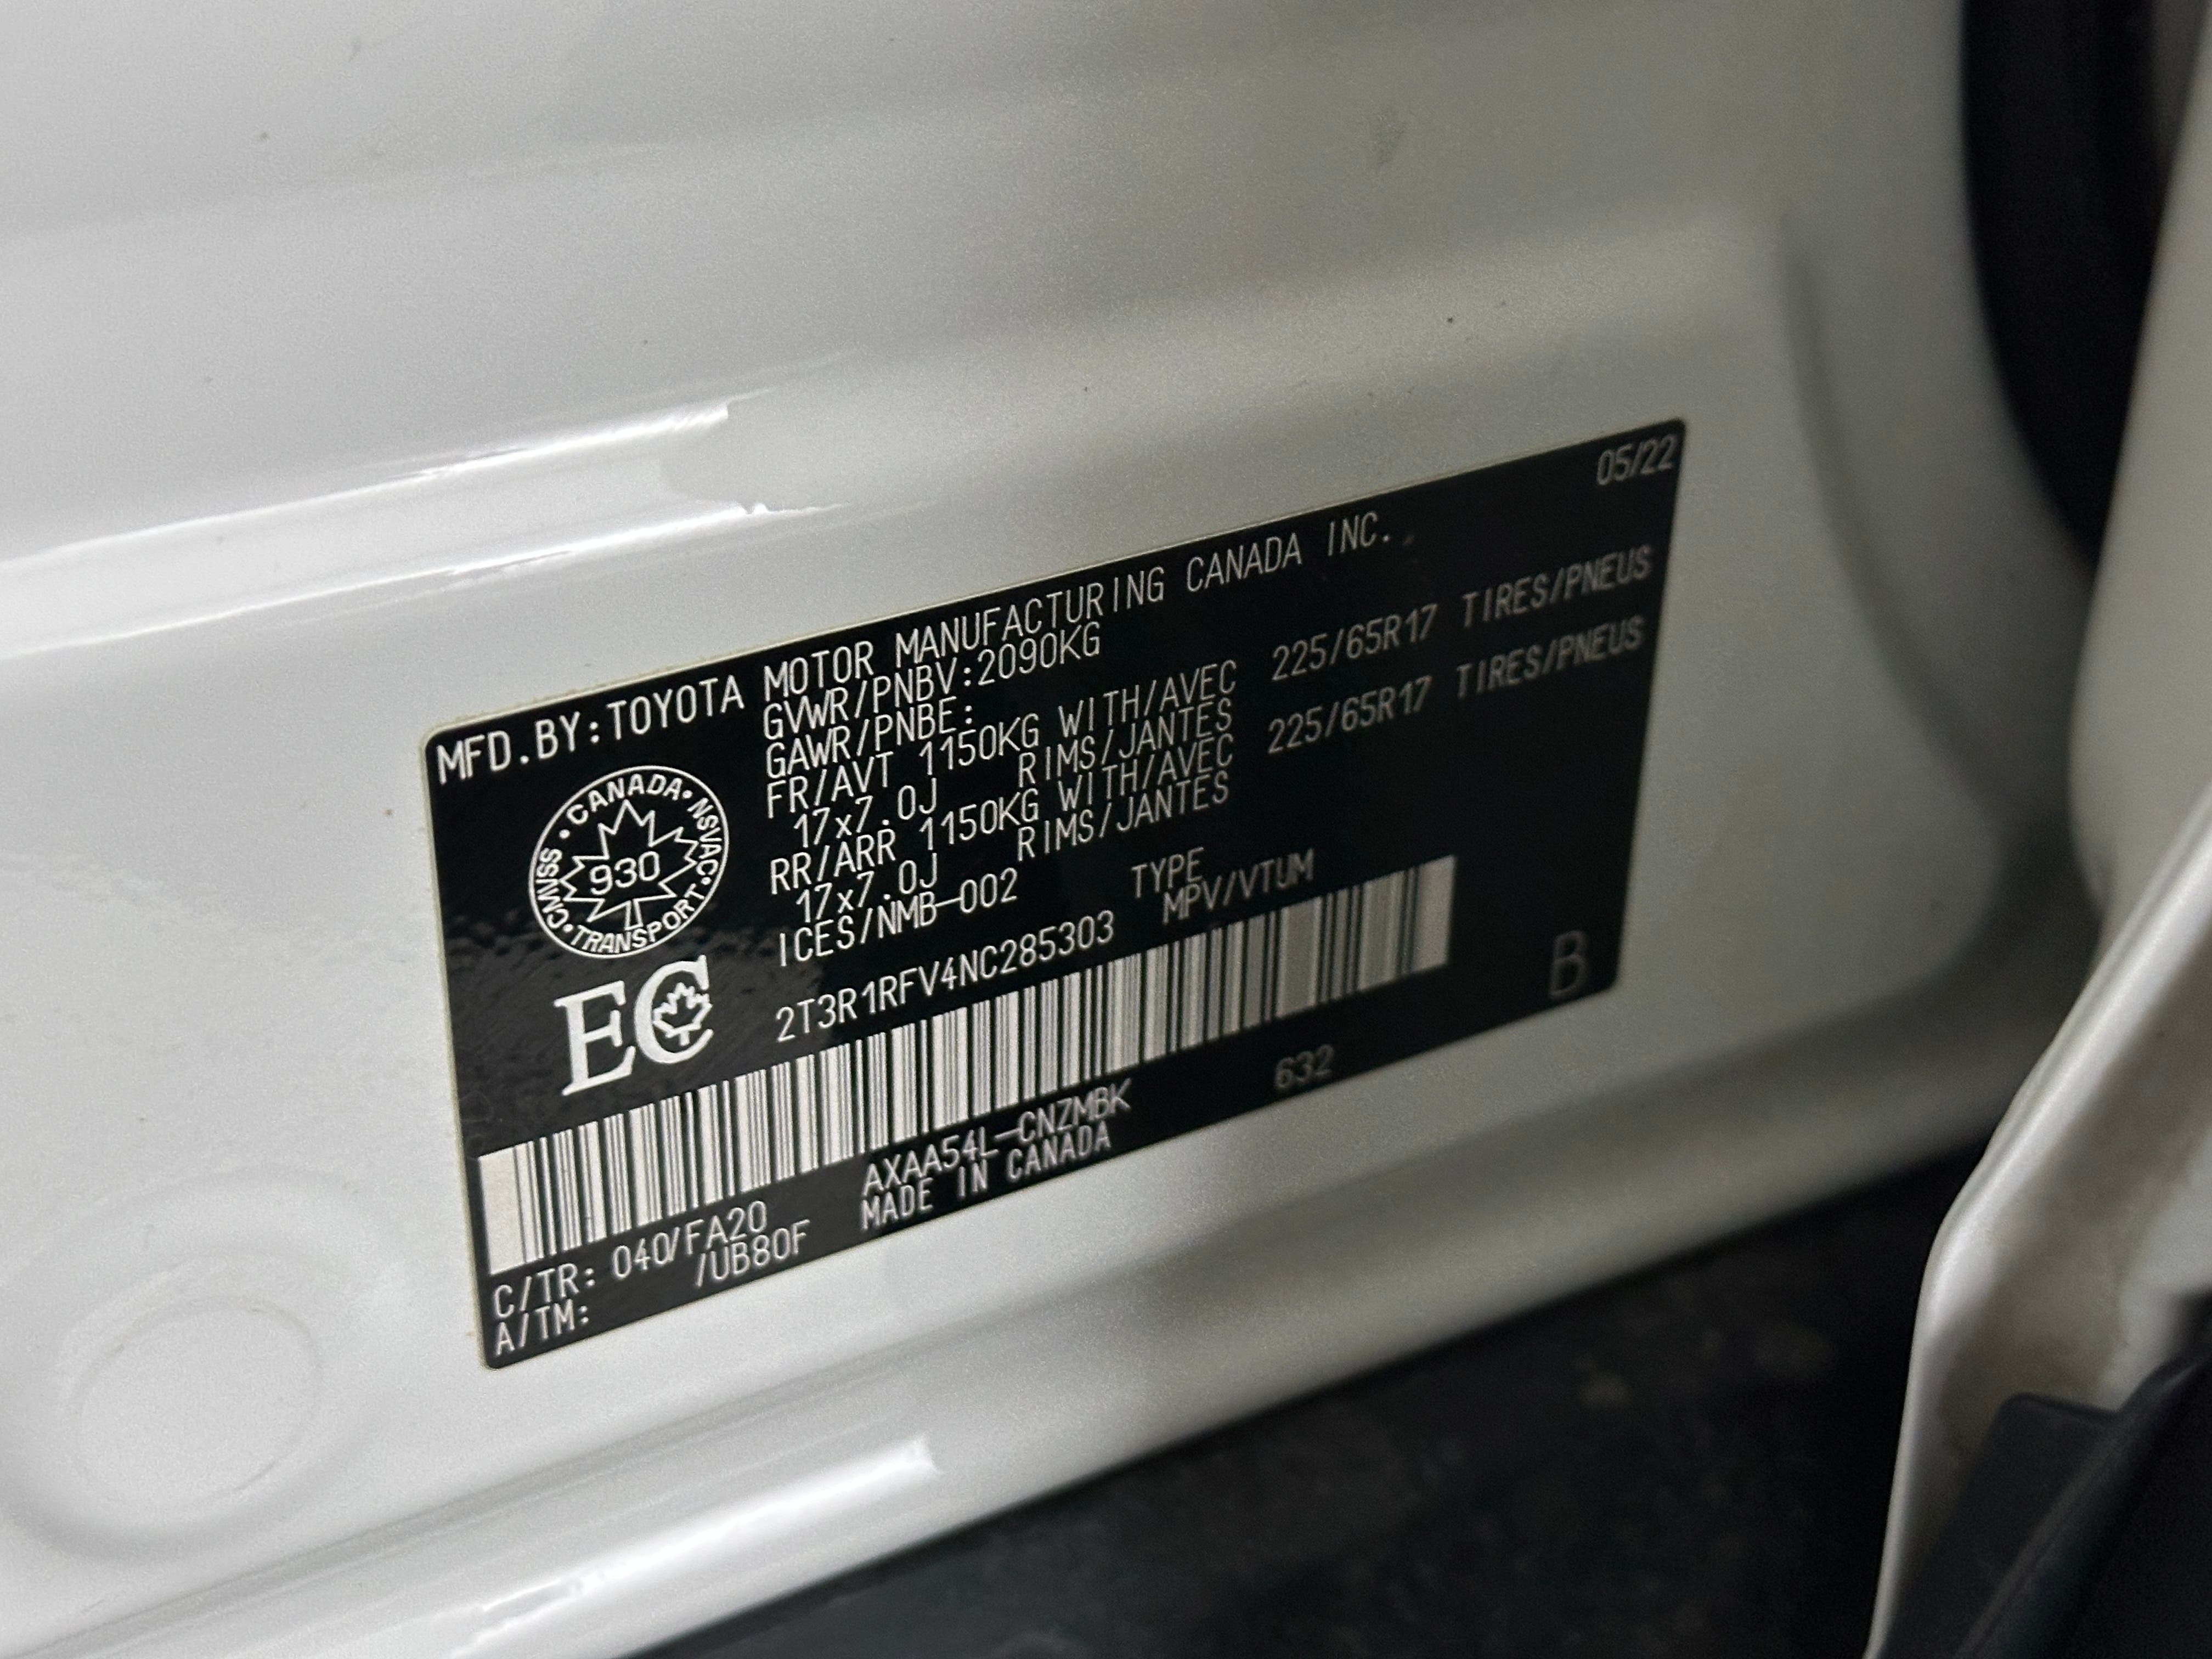 05/22
MFD.BY:TOYOTA MOTOR MANUFACTURING CANADA INC.
GVWR/PNBV:2090KG
GAWR/PNBE:
FR/AVT 1150KG WITH/AVEC 225/65R17 TIRES/PNEUS
17x7.0J RIMS/JANTES
RR/ARR 1150KG WITH/AVEC 225/65R17 TIRES/PNEUS
17x7.0J RIMS/JANTES
ICES/NMB-002
CANADA • NSVAC • TRANSPORT • CMVSS •
930
EC
TYPE
2T3R1RFV4NC285303 MPV/VTUM
B
C/TR: 040/FA20 AXAA54L-CNZMBK 632
A/TM: /UB80F MADE IN CANADA